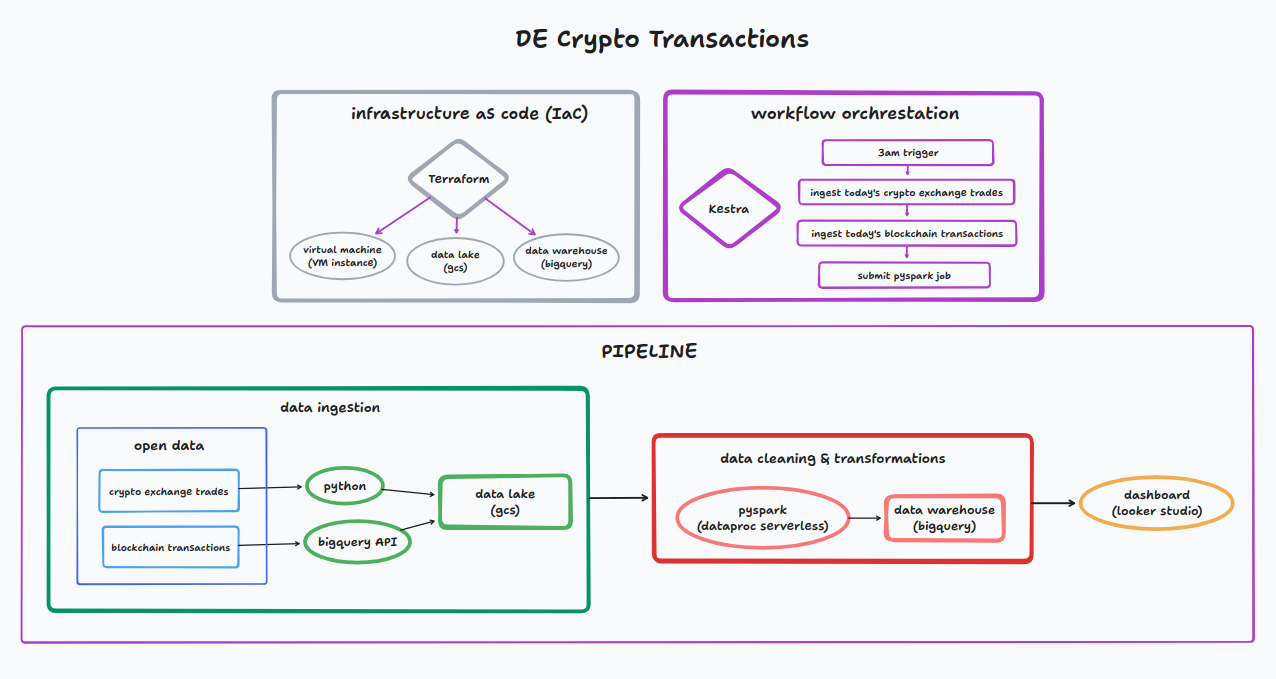 DE Crypto Transactions
infrastructure aS code (IaC)
Terraform
virtual machine
(VM instance)
data lake
(gcs)
data warehouse
(bigquery)
workflow orchrestation
Kestra
3am trigger
ingest today's crypto exchange trades
ingest today's blockchain transactions
submit pyspark job
PIPELINE
data ingestion
open data
crypto exchange trades
blockchain transactions
python
bigquery API
data lake
(gcs)
data cleaning & transformations
pyspark
(dataproc serverless)
data warehouse
(bigquery)
dashboard
(looker studio)